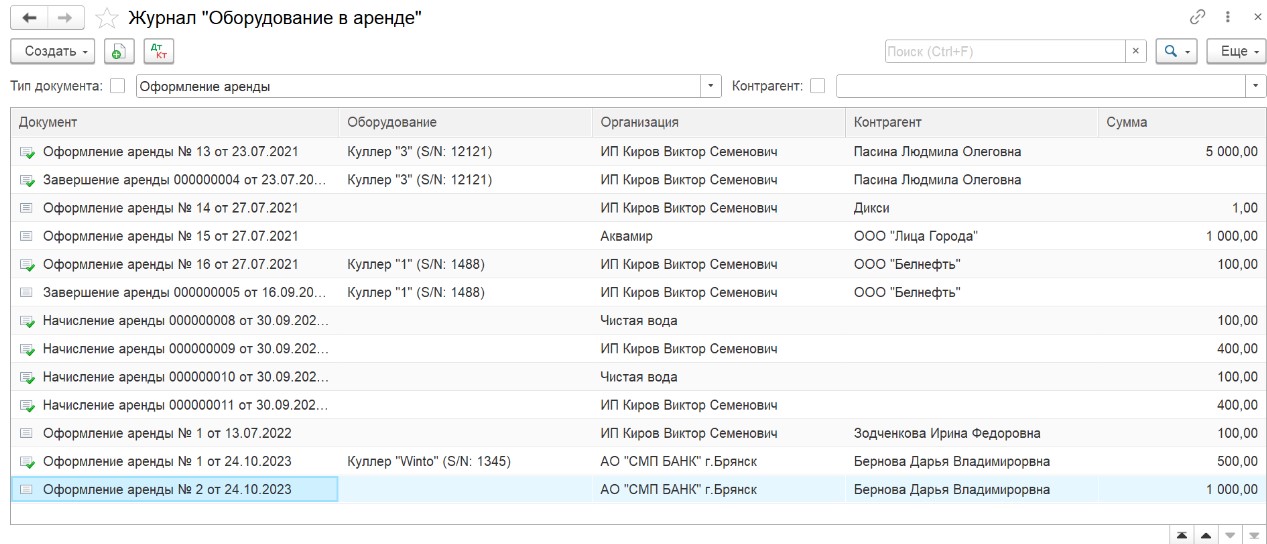 Журнал "Оборудование в аренде"
Создать Дт Кт Поиск (Ctrl+F) × Еще
Тип документа: Оформление аренды Контрагент:
Документ Оборудование Организация Контрагент Сумма
Оформление аренды № 13 от 23.07.2021 Куллер "3" (S/N: 12121) ИП Киров Виктор Семенович Пасина Людмила Олеговна 5 000,00
Завершение аренды 000000004 от 23.07.20... Куллер "3" (S/N: 12121) ИП Киров Виктор Семенович Пасина Людмила Олеговна
Оформление аренды № 14 от 27.07.2021 ИП Киров Виктор Семенович Дикси 1,00
Оформление аренды № 15 от 27.07.2021 Аквамир ООО "Лица Города" 1 000,00
Оформление аренды № 16 от 27.07.2021 Куллер "1" (S/N: 1488) ИП Киров Виктор Семенович ООО "Белнефть" 100,00
Завершение аренды 000000005 от 16.09.20... Куллер "1" (S/N: 1488) ИП Киров Виктор Семенович ООО "Белнефть"
Начисление аренды 000000008 от 30.09.202... Чистая вода 100,00
Начисление аренды 000000009 от 30.09.202... ИП Киров Виктор Семенович 400,00
Начисление аренды 000000010 от 30.09.202... Чистая вода 100,00
Начисление аренды 000000011 от 30.09.202... ИП Киров Виктор Семенович 400,00
Оформление аренды № 1 от 13.07.2022 ИП Киров Виктор Семенович Зодченкова Ирина Федоровна 100,00
Оформление аренды № 1 от 24.10.2023 Куллер "Winto" (S/N: 1345) АО "СМП БАНК" г.Брянск Бернова Дарья Владимирорвна 500,00
Оформление аренды № 2 от 24.10.2023 АО "СМП БАНК" г.Брянск Бернова Дарья Владимирорвна 1 000,00